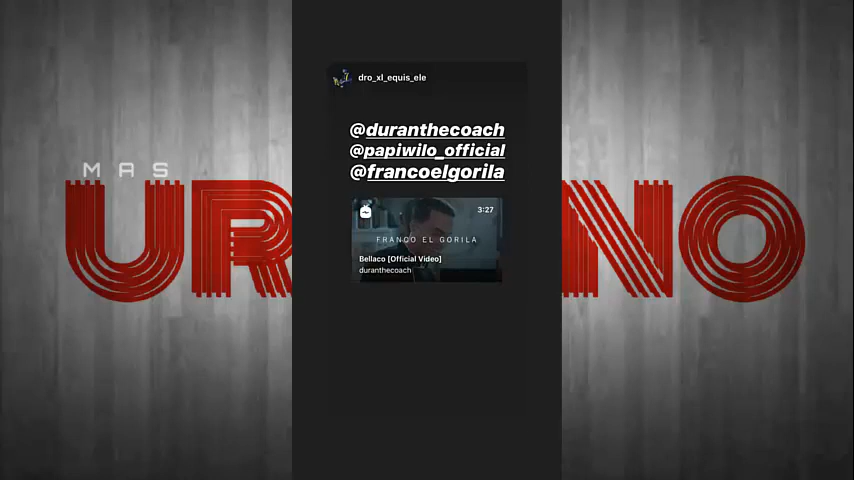 dro_xl_equis_ele
@duranthecoach
@papiwilo_official
@francoelgorila
3:27
FRANCO EL GORILA
Bellaco [Official Video]
duranthecoach
MAS
UR
NO